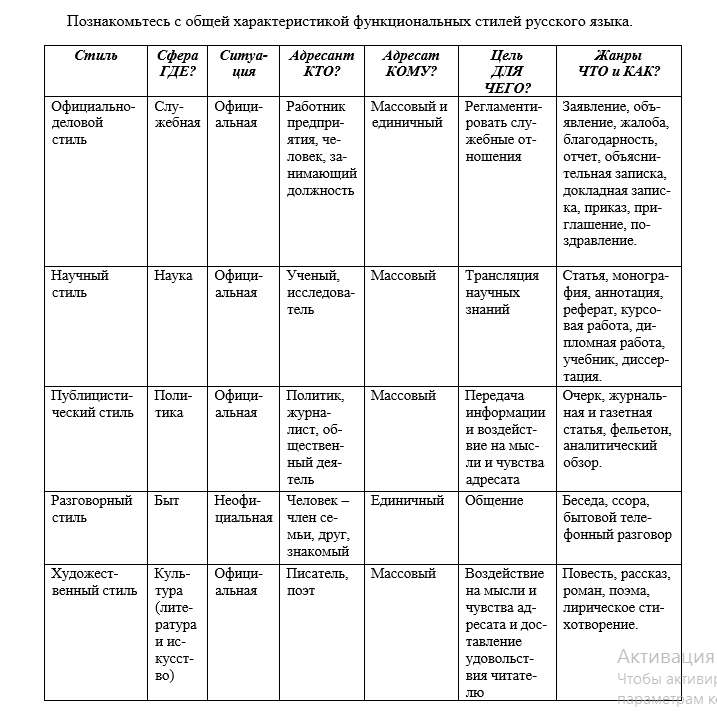 Познакомьтесь с общей характеристикой функциональных стилей русского языка.
Стиль
Сфера
ГДЕ?
Ситуа-
ция
Адресант
КТО?
Адресат
КОМУ?
Цель
ДЛЯ
ЧЕГО?
Жанры
ЧТО и КАК?
Официально-
деловой
стиль
Слу-
жебная
Офици-
альная
Работник
предпри-
ятия, че-
ловек, за-
нимающий
должность
Массовый и
единичный
Регламенти-
ровать слу-
жебные от-
ношения
Заявление, объ-
явление, жалоба,
благодарность,
отчет, объясни-
тельная записка,
докладная запис-
ка, приказ, при-
глашение, по-
здравление.
Научный
стиль
Наука
Офици-
альная
Ученый,
исследова-
тель
Массовый
Трансляция
научных
знаний
Статья, моногра-
фия, аннотация,
реферат, курсо-
вая работа, ди-
пломная работа,
учебник, диссер-
тация.
Публицисти-
ческий стиль
Поли-
тика
Офици-
альная
Политик,
журна-
лист, об-
ществен-
ный дея-
тель
Массовый
Передача
информации
и воздейст-
вие на мыс-
ли и чувства
адресата
Очерк, журналь-
ная и газетная
статья, фельетон,
аналитический
обзор.
Разговорный
стиль
Быт
Неофи-
циальная
Человек –
член се-
мьи, друг,
знакомый
Единичный
Общение
Беседа, ссора,
бытовой теле-
фонный разговор
Художест-
венный стиль
Куль-
тура
(лите-
ратура
и ис-
кусст-
во)
Офици-
альная
Писатель,
поэт
Массовый
Воздействие
на мысли и
чувства ад-
ресата и дос-
тавление
удовольст-
вия читате-
лю
Повесть, рассказ,
роман, поэма,
лирическое сти-
хотворение.
Активация
Чтобы активир
параметрам к